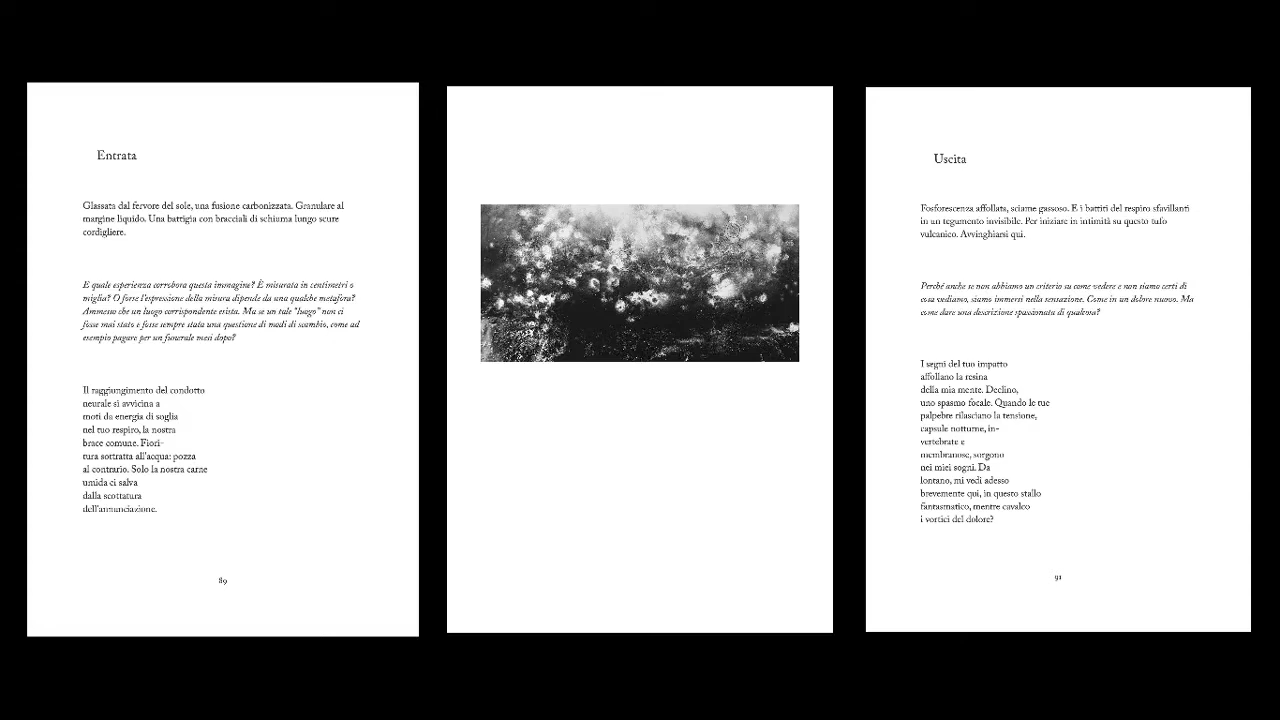 Entrata
Glassata dal fervore del sole, una fusione carbonizzata. Granulare al
margine liquido. Una battigia con bracciali di schiuma lungo scure
cordigliere.
E quale esperienza corrobora questa immagine? È misurata in centimetri o
miglia? O forse l'espressione della misura dipende da una qualche metafora?
Ammesso che un luogo corrispondente esista. Ma se un tale "luogo" non ci
fosse mai stato e fosse sempre stata una questione di modi di scambio, come ad
esempio pagare per un funerale mesi dopo?
Il raggiungimento del condotto
neurale si avvicina a
moti da energia di soglia
nel tuo respiro, la nostra
brace comune. Fiori-
tura sottratta all'acqua: pozza
al contrario. Solo la nostra carne
umida ci salva
dalla scottatura
dell'annunciazione.
89
Uscita
Fosforescenza affollata, sciame gassoso. E i battiti del respiro sfavillanti
in un tegumento invisibile. Per iniziare in intimità su questo tufo
vulcanico. Avvinghiarsi qui.
Perché anche se non abbiamo un criterio su come vedere e non siamo certi di
cosa vediamo, siamo immersi nella sensazione. Come in un dolore nuovo. Ma
come dare una descrizione spassionata di qualcosa?
I segni del tuo impatto
affollano la resina
della mia mente. Declino,
uno spasmo focale. Quando le tue
palpebre rilasciano la tensione,
capsule notturne, in-
vertebrate e
membranose, sorgono
nei miei sogni. Da
lontano, mi vedi adesso
brevemente qui, in questo stallo
fantasmatico, mentre cavalco
i vortici del dolore?
91